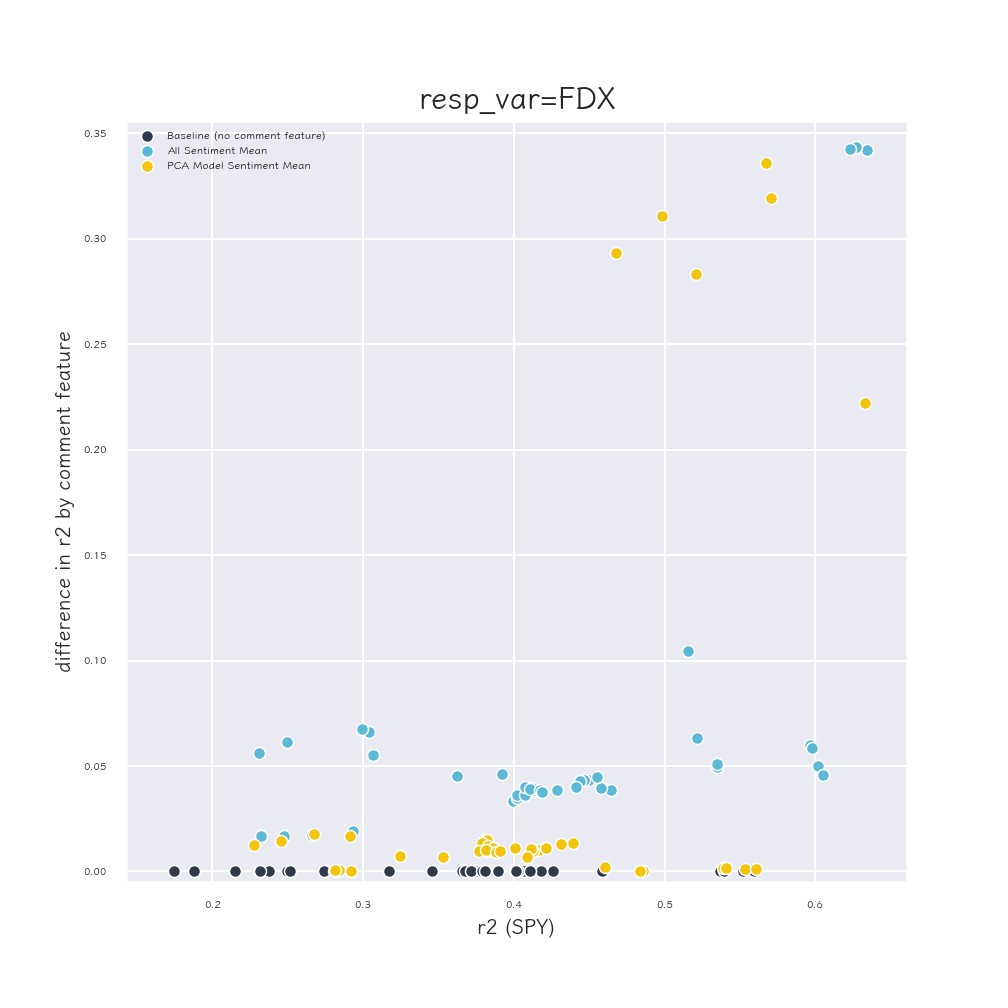 resp_var=FDX
Baseline (no comment feature)
All Sentiment Mean
PCA Model Sentiment Mean
difference in r2 by comment feature
0.35
0.30
0.25
0.20
0.15
0.10
0.05
0.00
0.2 0.3 0.4 0.5 0.6
r2 (SPY)